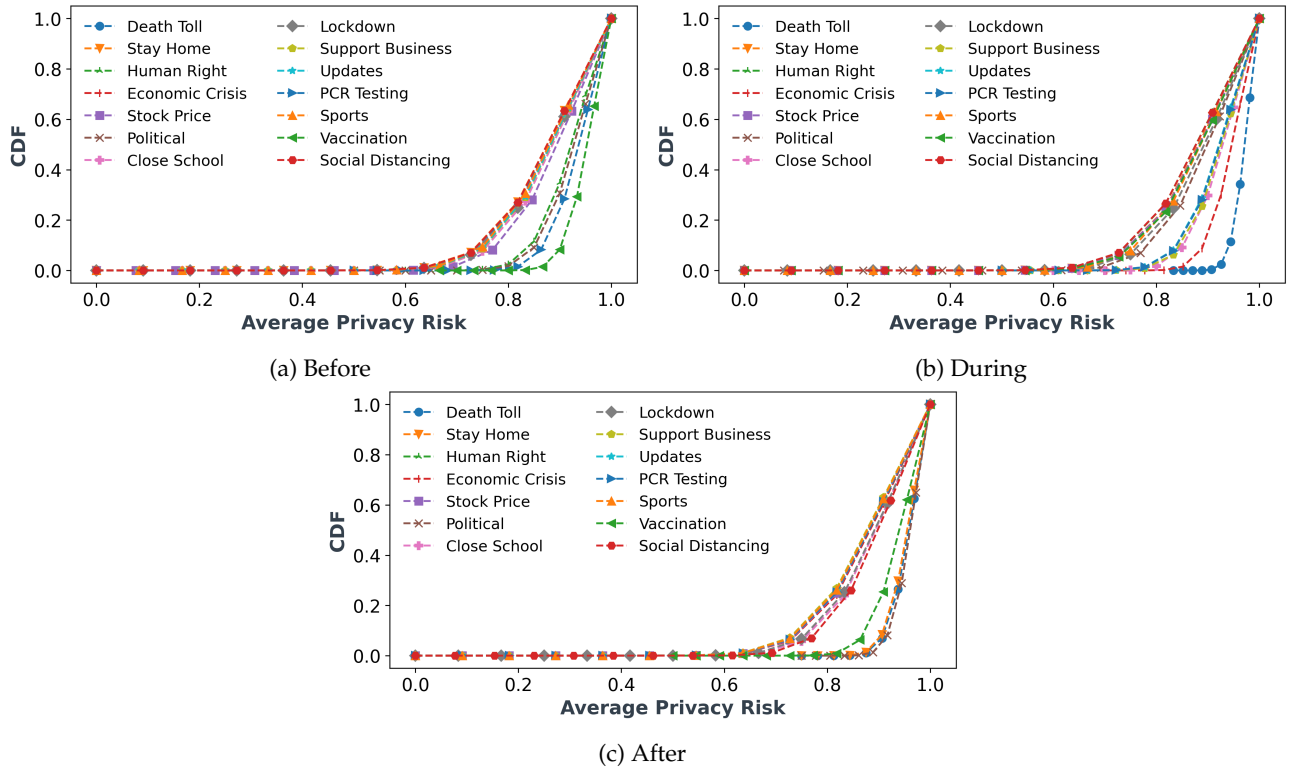 1.0
0.8
0.6
0.4
0.2
0.0
CDF
Death Toll
Stay Home
Human Right
Economic Crisis
Stock Price
Political
Close School
Lockdown
Support Business
Updates
PCR Testing
Sports
Vaccination
Social Distancing
0.0 0.2 0.4 0.6 0.8 1.0
Average Privacy Risk
(a) Before
1.0
0.8
0.6
0.4
0.2
0.0
CDF
Death Toll
Stay Home
Human Right
Economic Crisis
Stock Price
Political
Close School
Lockdown
Support Business
Updates
PCR Testing
Sports
Vaccination
Social Distancing
0.0 0.2 0.4 0.6 0.8 1.0
Average Privacy Risk
(b) During
1.0
0.8
0.6
0.4
0.2
0.0
CDF
Death Toll
Stay Home
Human Right
Economic Crisis
Stock Price
Political
Close School
Lockdown
Support Business
Updates
PCR Testing
Sports
Vaccination
Social Distancing
0.0 0.2 0.4 0.6 0.8 1.0
Average Privacy Risk
(c) After